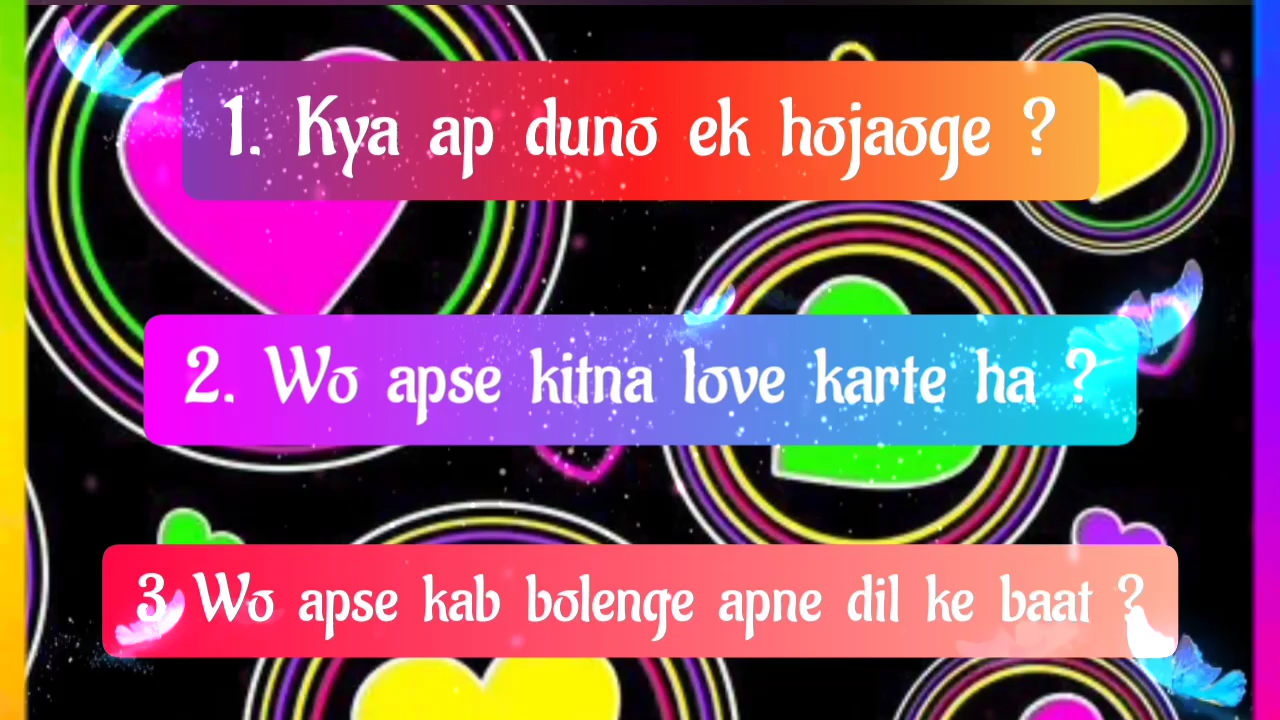 1. Kya ap duno ek hojaoge ?
2. Wo apse kitna love karte ha ?
3 Wo apse kab bolenge apne dil ke baat ?